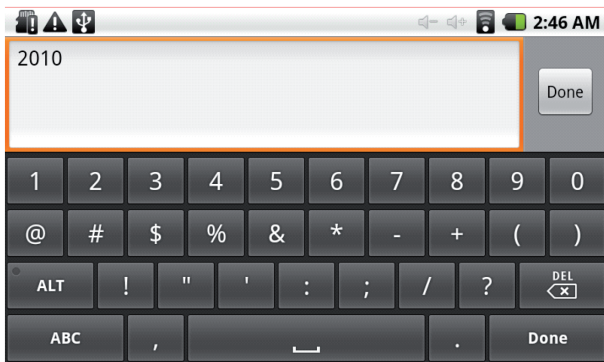 2:46 AM
2010
Done
1 2 3 4 5 6 7 8 9 0
@ # $ % & * - + ( )
ALT ! " ' : ; / ? DEL
ABC , . Done